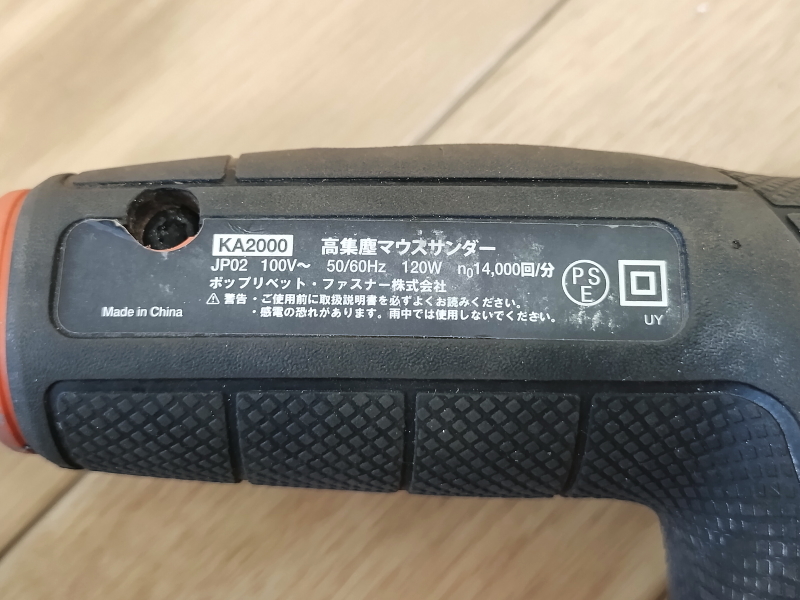 KA2000 高集塵マウスサンダー
JP02 100V～ 50/60Hz 120W n₀14,000回/分
ポップリベット・ファスナー株式会社
⚠ 警告・ご使用前に取扱説明書を必ずよくお読みください。
・感電の恐れがあります。雨中では使用しないでください。
Made in China
PSE
UY